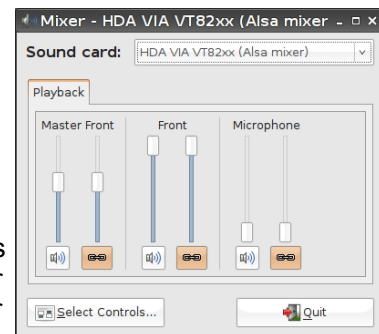 Mixer - HDA VIA VT82xx (Alsa mixer
Sound card: HDA VIA VT82xx (Alsa mixer)
Playback
Master Front Front Microphone
Select Controls... Quit